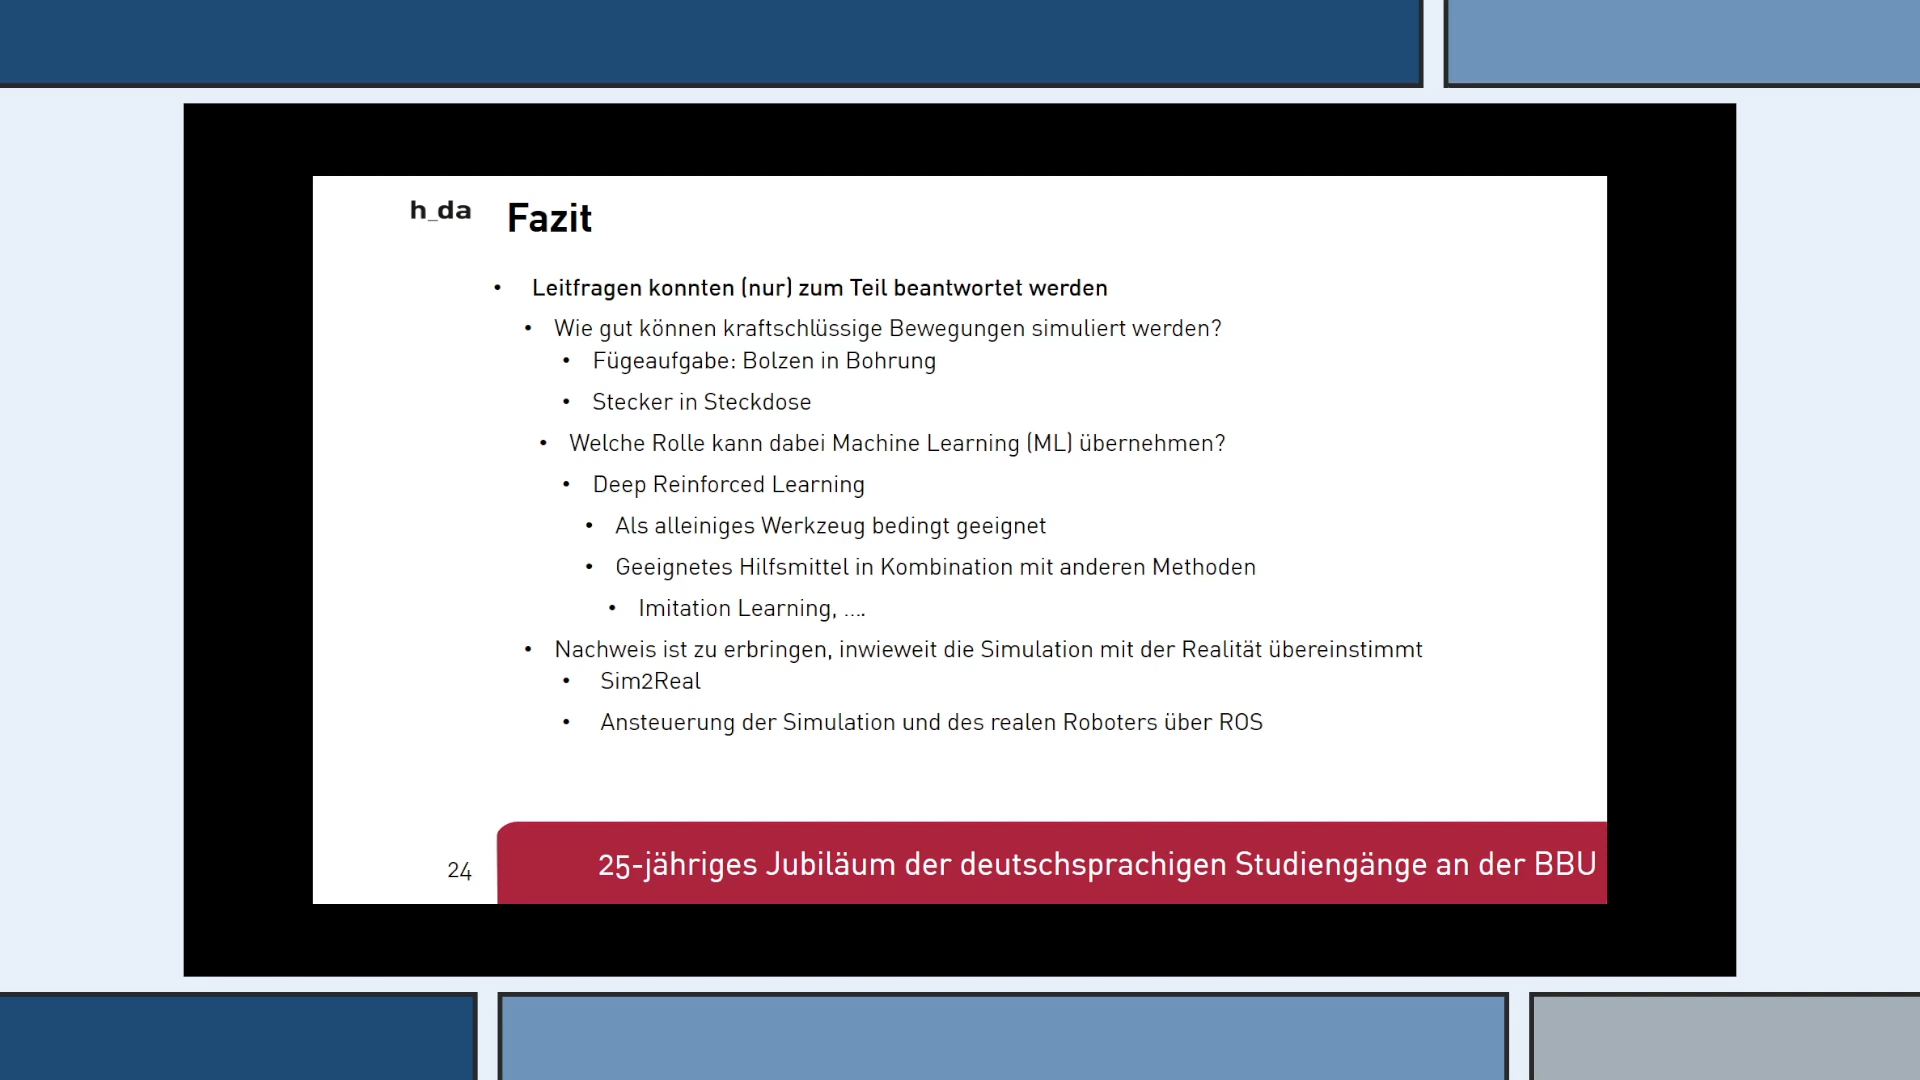 h_da
Fazit
• Leitfragen konnten (nur) zum Teil beantwortet werden
• Wie gut können kraftschlüssige Bewegungen simuliert werden?
• Fügeaufgabe: Bolzen in Bohrung
• Stecker in Steckdose
• Welche Rolle kann dabei Machine Learning (ML) übernehmen?
• Deep Reinforced Learning
• Als alleiniges Werkzeug bedingt geeignet
• Geeignetes Hilfsmittel in Kombination mit anderen Methoden
• Imitation Learning, ....
• Nachweis ist zu erbringen, inwieweit die Simulation mit der Realität übereinstimmt
• Sim2Real
• Ansteuerung der Simulation und des realen Roboters über ROS
24
25-jähriges Jubiläum der deutschsprachigen Studiengänge an der BBU